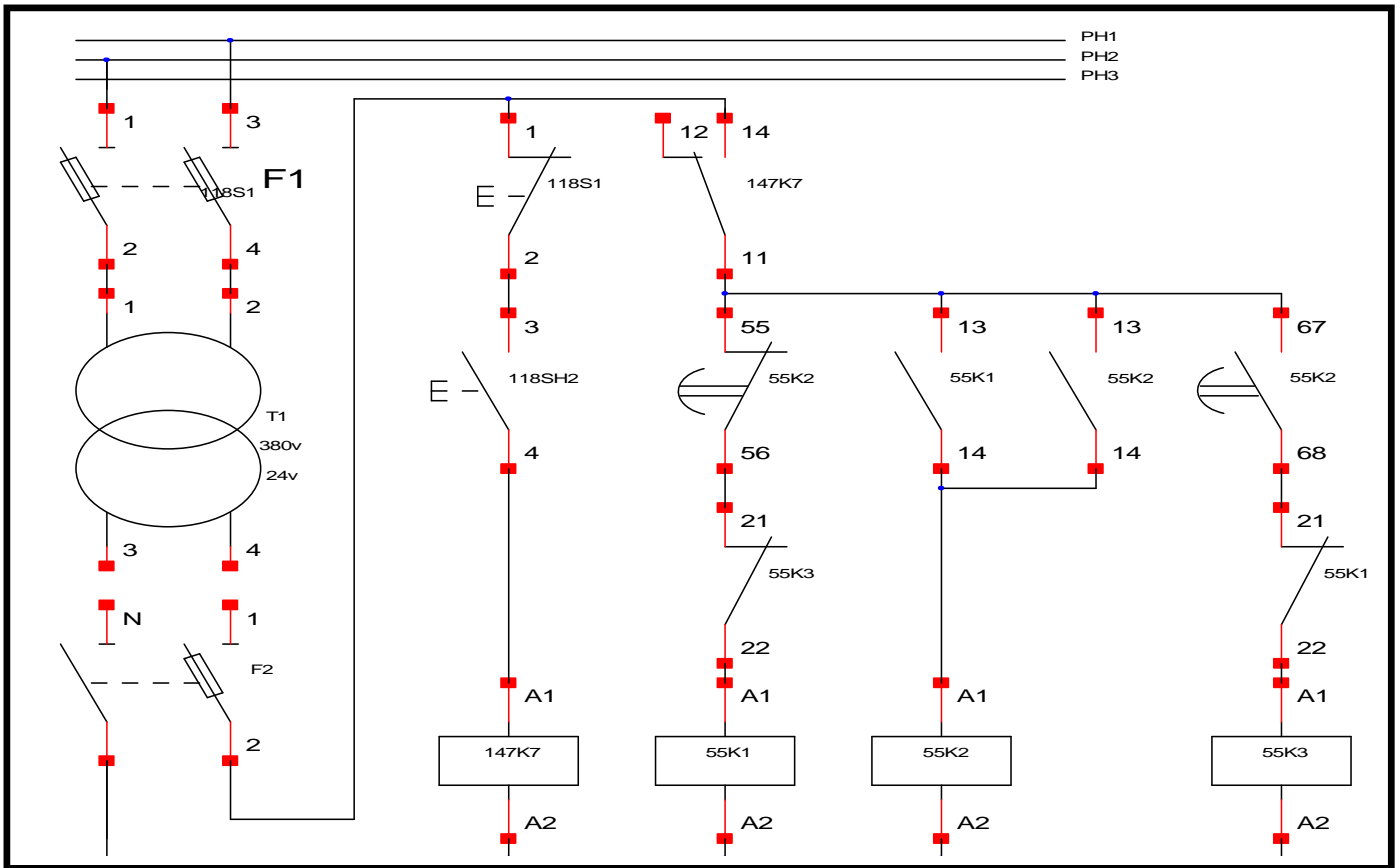 PH1
PH2
PH3
1 3 1 12 14
118S1 F1 118S1 147K7
E
2 4 2 11
1 2 3 55 13 13 67
118SH2 55K2 55K1 55K2 55K2
E
T1
380v
24v
4 56 14 14 68
21 21
3 4
55K3 55K1
N 1
F2
22 22
A1 A1 A1 A1
2
147K7 55K1 55K2 55K3
A2 A2 A2 A2